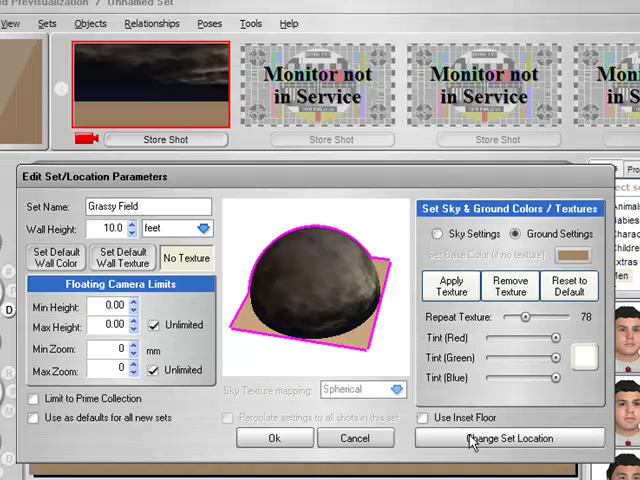 ed Previsualization / Unnamed Set
View Sets Objects Relationships Poses Tools Help
Monitor not in Service
Monitor not in Service
Store Shot
Store Shot
Store Shot
Edit Set/Location Parameters
Set Name: Grassy Field
Wall Height: 10.0 feet
Set Default Wall Color
Set Default Wall Texture
No Texture
Floating Camera Limits
Min Height: 0.00
Max Height: 0.00 Unlimited
Min Zoom: 0 mm
Max Zoom: 0 Unlimited
Limit to Prime Collection
Use as defaults for all new sets
Sky Texture mapping: Spherical
Percolate settings to all shots in this set
Ok
Cancel
Set Sky & Ground Colors / Textures
Sky Settings
Ground Settings
Set Base Color (if no texture)
Apply Texture
Remove Texture
Reset to Default
Repeat Texture: 78
Tint (Red)
Tint (Green)
Tint (Blue)
Use Inset Floor
Change Set Location
Men